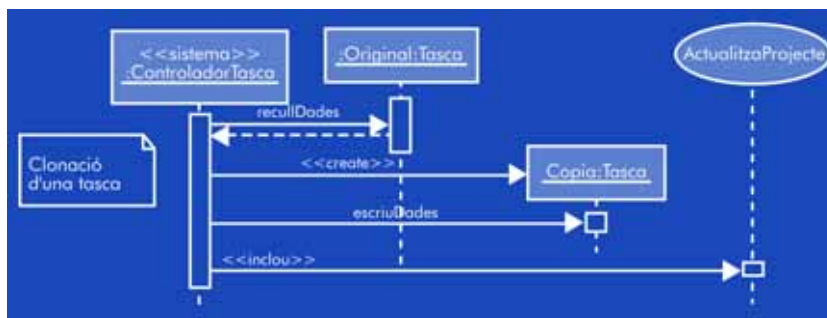 <<sistema>>
:ControladorTasca
:Original:Tasca
ActualitzaProjecte
recullDades
Clonació
d'una tasca
<<create>>
Copia:Tasca
escriuDades
<<inclou>>